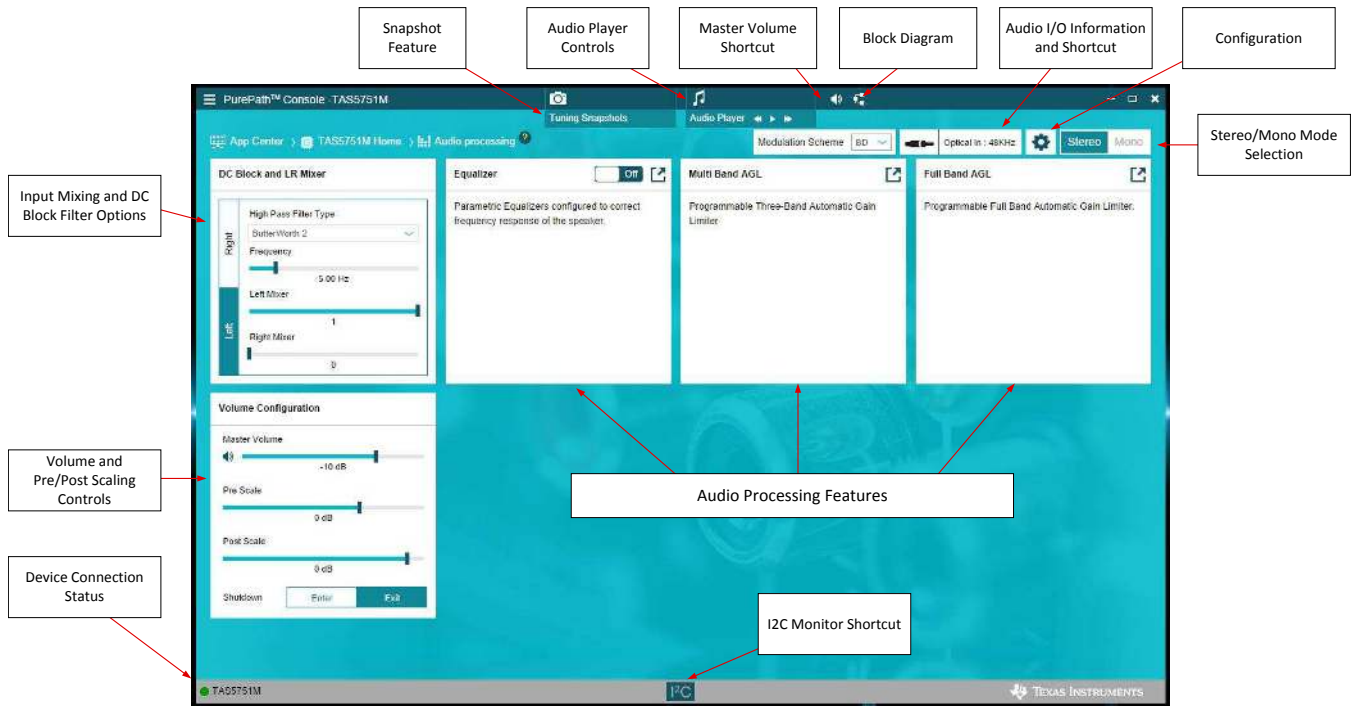 Snapshot
Feature
Audio Player
Controls
Master Volume
Shortcut
Block Diagram
Audio I/O Information
and Shortcut
Configuration
PurePath™ Console -TAS5751M
Tuning Snapshots
Audio Player
App Center
TAS5751M Home
Audio processing
?
Modulation Scheme
BD
Optical In : 48KHz
Stereo
Mono
Stereo/Mono Mode
Selection
Input Mixing and DC
Block Filter Options
DC Block and LR Mixer
Right
Left
High Pass Filter Type
ButterWorth 2
Frequency
5.00 Hz
Left Mixer
1
Right Mixer
0
Equalizer
Off
Parametric Equalizers configured to correct
frequency response of the speaker.
Multi Band AGL
Programmable Three-Band Automatic Gain
Limiter
Full Band AGL
Programmable Full Band Automatic Gain Limiter.
Volume and
Pre/Post Scaling
Controls
Volume Configuration
Master Volume
-10 dB
Pre Scale
0 dB
Post Scale
0 dB
Shutdown
Enter
Exit
Audio Processing Features
Device Connection
Status
I2C Monitor Shortcut
TAS5751M
I²C
TEXAS INSTRUMENTS